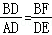 BD/AD = BF/DE